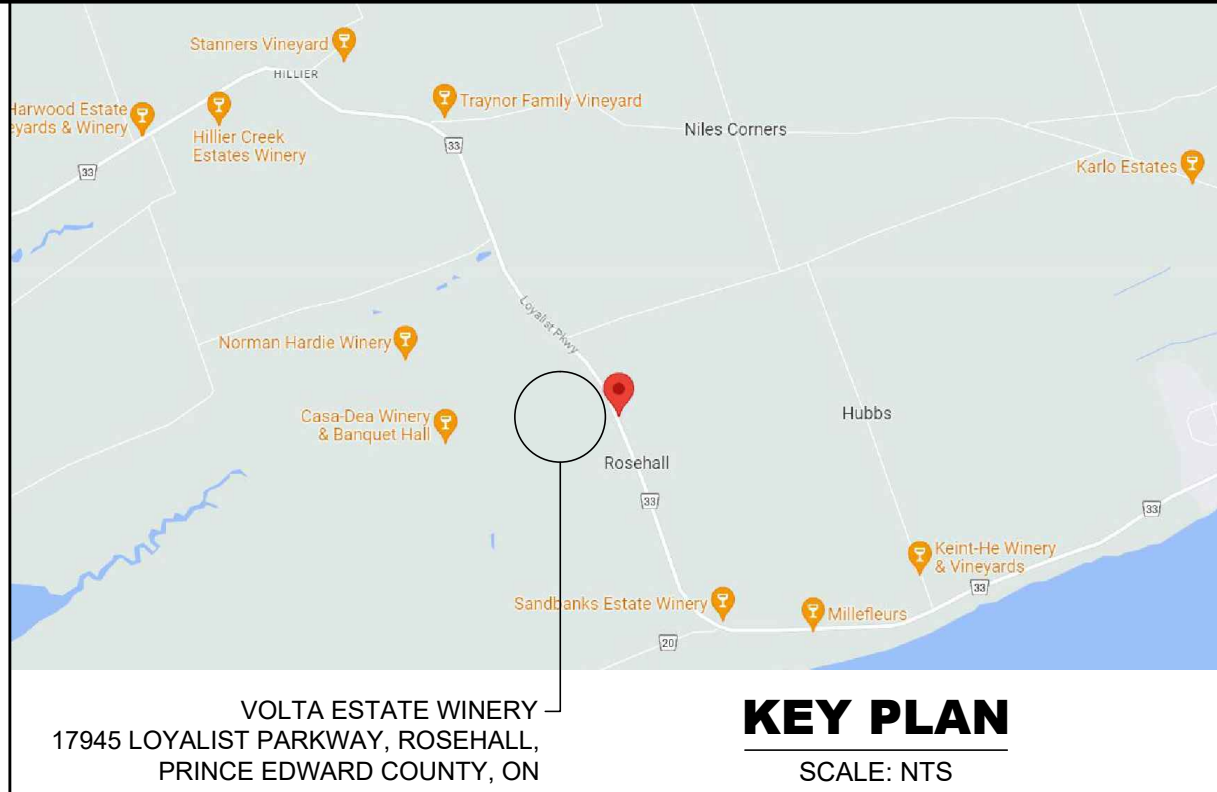 Stanners Vineyard
HILLIER
Harwood Estate
eyards & Winery
Hillier Creek
Estates Winery
Traynor Family Vineyard
Niles Corners
Karlo Estates
33
33
Loyalist Pkwy
Norman Hardie Winery
Casa-Dea Winery
& Banquet Hall
Hubbs
Rosehall
33
33
Keint-He Winery
& Vineyards
33
Sandbanks Estate Winery
Millefleurs
20
VOLTA ESTATE WINERY
17945 LOYALIST PARKWAY, ROSEHALL,
PRINCE EDWARD COUNTY, ON
KEY PLAN
SCALE: NTS